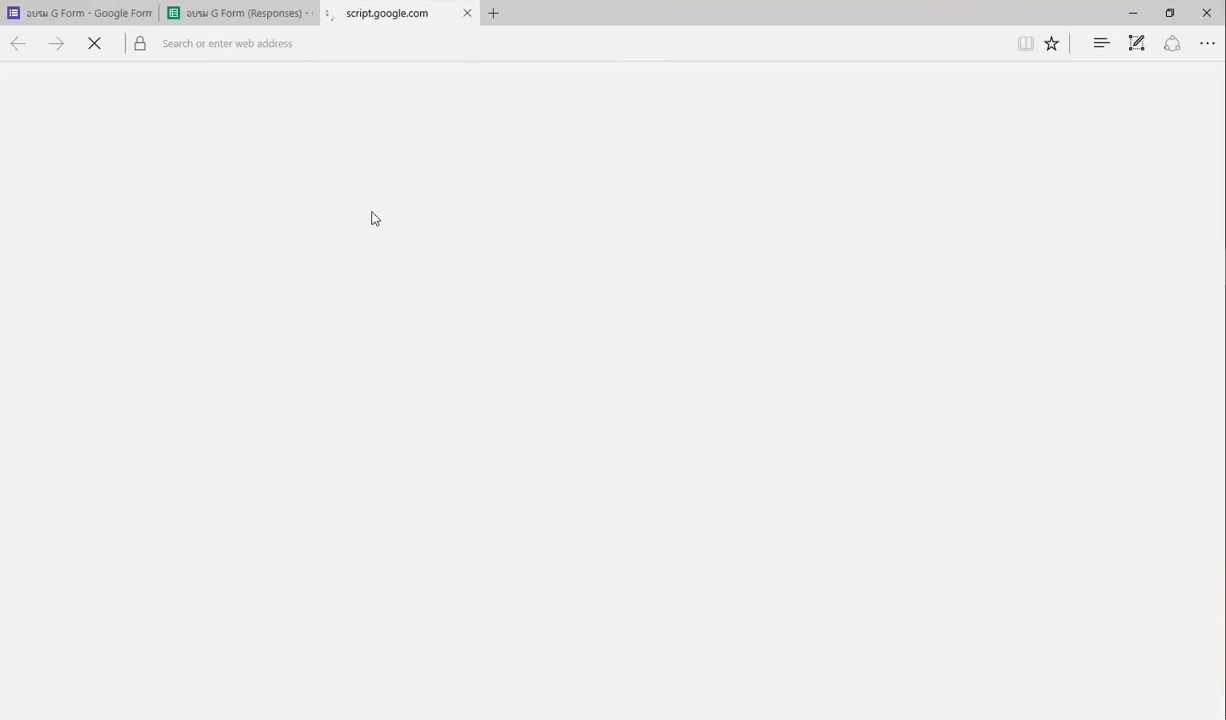 อบรม G Form - Google Form
อบรม G Form (Responses) -
script.google.com
Search or enter web address